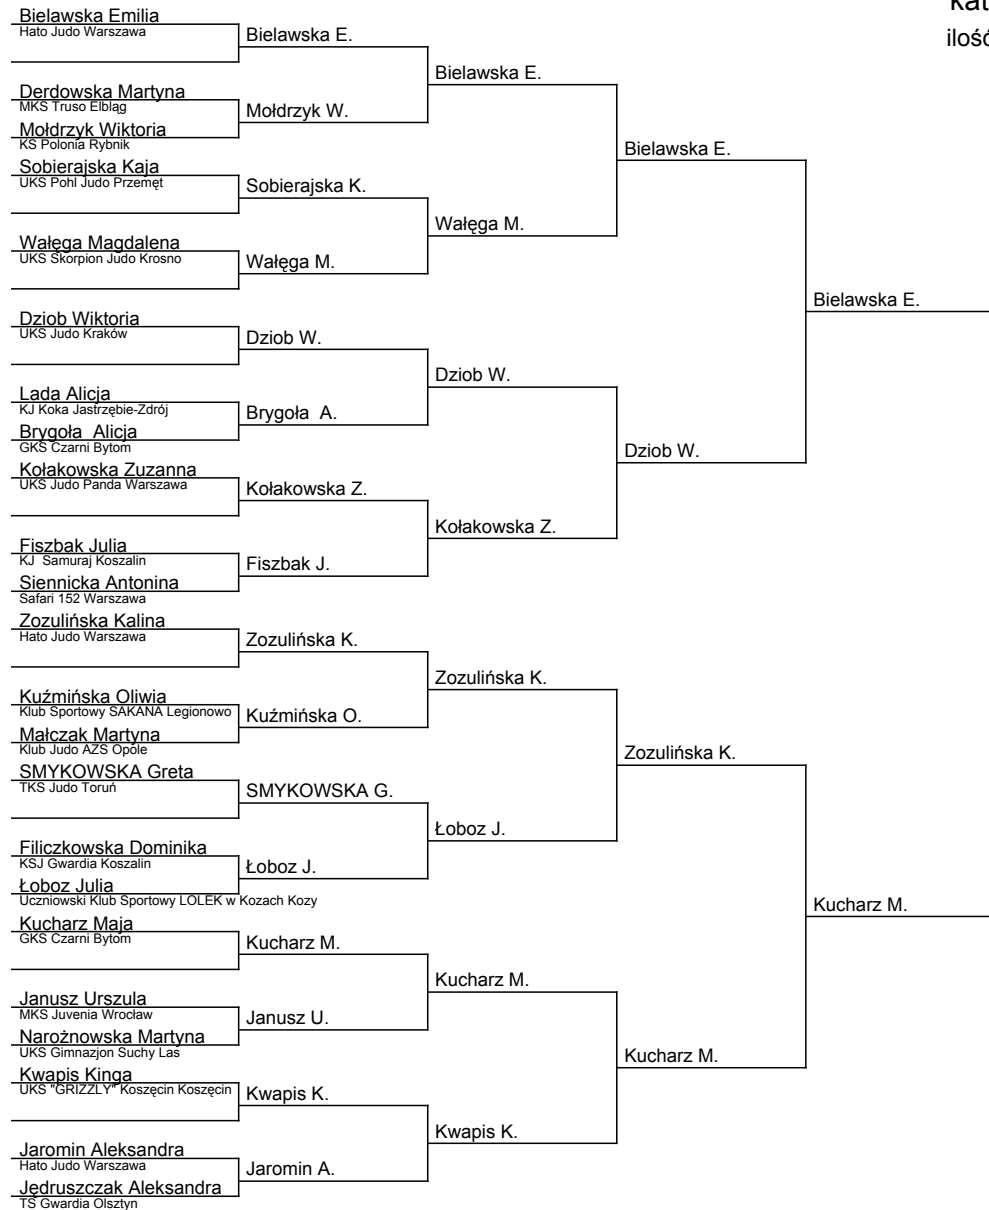 kat
ilość
Bielawska Emilia
Hato Judo Warszawa
Derdowska Martyna
MKS Truso Elbląg
Mołdrzyk Wiktoria
KS Polonia Rybnik
Sobierajska Kaja
UKS Pohl Judo Przemęt
Wałęga Magdalena
UKS Skorpion Judo Krosno
Dziob Wiktoria
UKS Judo Kraków
Lada Alicja
KJ Koka Jastrzębie-Zdrój
Brygoła  Alicja
GKS Czarni Bytom
Kołakowska Zuzanna
UKS Judo Panda Warszawa
Fiszbak Julia
KJ  Samuraj Koszalin
Siennicka Antonina
Safari 152 Warszawa
Zozulińska Kalina
Hato Judo Warszawa
Kuźmińska Oliwia
Klub Sportowy SAKANA Legionowo
Małczak Martyna
Klub Judo AZS Opole
SMYKOWSKA Greta
TKS Judo Toruń
Filiczkowska Dominika
KSJ Gwardia Koszalin
Łoboz Julia
Uczniowski Klub Sportowy LOLEK w Kozach Kozy
Kucharz Maja
GKS Czarni Bytom
Janusz Urszula
MKS Juvenia Wrocław
Narożnowska Martyna
UKS Gimnazjon Suchy Las
Kwapis Kinga
UKS "GRIZZLY" Koszęcin Koszęcin
Jaromin Aleksandra
Hato Judo Warszawa
Jędruszczak Aleksandra
TS Gwardia Olsztyn
Bielawska E.
Mołdrzyk W.
Sobierajska K.
Wałęga M.
Dziob W.
Brygoła  A.
Kołakowska Z.
Fiszbak J.
Zozulińska K.
Kuźmińska O.
SMYKOWSKA G.
Łoboz J.
Kucharz M.
Janusz U.
Kwapis K.
Jaromin A.
Bielawska E.
Wałęga M.
Dziob W.
Kołakowska Z.
Zozulińska K.
Łoboz J.
Kucharz M.
Kwapis K.
Bielawska E.
Dziob W.
Zozulińska K.
Kucharz M.
Bielawska E.
Kucharz M.